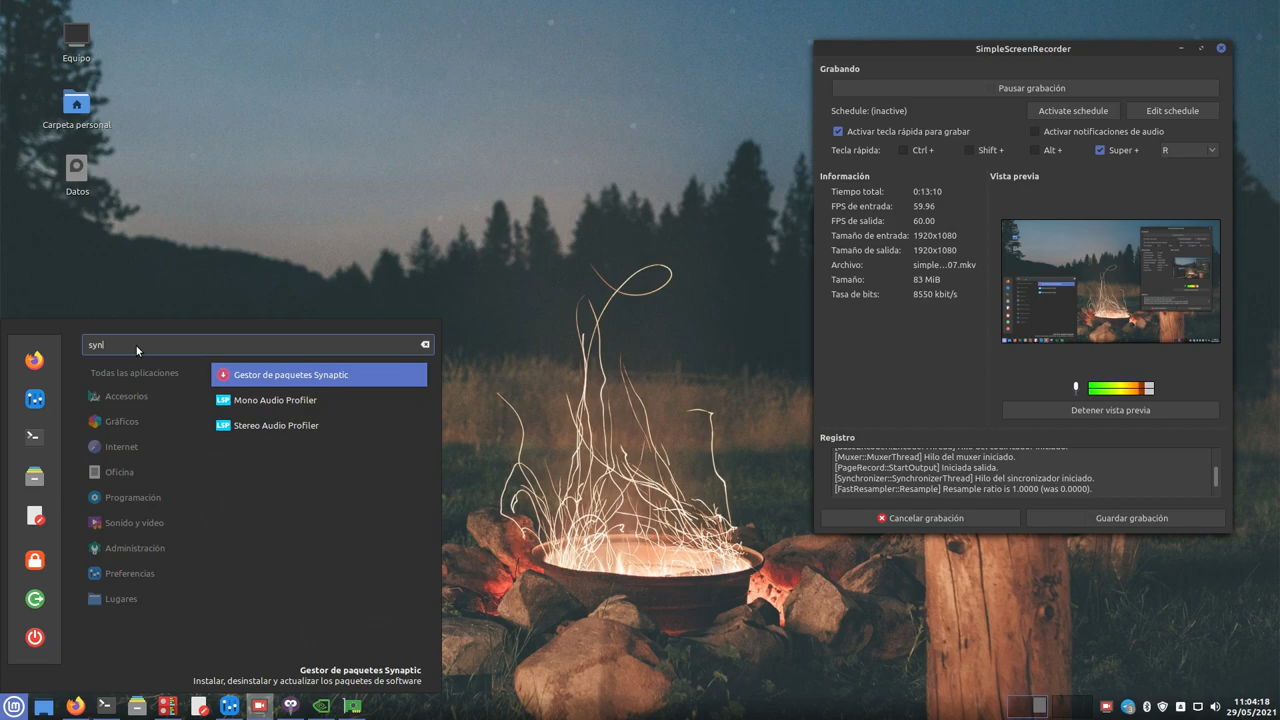 Equipo
Carpeta personal
Datos
SimpleScreenRecorder
Grabando
Pausar grabación
Schedule: (inactive)
Activate schedule
Edit schedule
Activar tecla rápida para grabar
Activar notificaciones de audio
Tecla rápida:
Ctrl +
Shift +
Alt +
Super +
R
Información
Tiempo total: 0:13:10
FPS de entrada: 59.96
FPS de salida: 60.00
Tamaño de entrada: 1920x1080
Tamaño de salida: 1920x1080
Archivo: simple...07.mkv
Tamaño: 83 MiB
Tasa de bits: 8550 kbit/s
Vista previa
Detener vista previa
Registro
[Muxer::MuxerThread] Hilo del muxer iniciado.
[PageRecord::StartOutput] Iniciada salida.
[Synchronizer::SynchronizerThread] Hilo del sincronizador iniciado.
[FastResampler::Resample] Resample ratio is 1.0000 (was 0.0000).
Cancelar grabación
Guardar grabación
syn
Todas las aplicaciones
Accesorios
Gráficos
Internet
Oficina
Programación
Sonido y vídeo
Administración
Preferencias
Lugares
Gestor de paquetes Synaptic
LSP Mono Audio Profiler
LSP Stereo Audio Profiler
Gestor de paquetes Synaptic
Instalar, desinstalar y actualizar los paquetes de software
11:04:18
29/05/2021